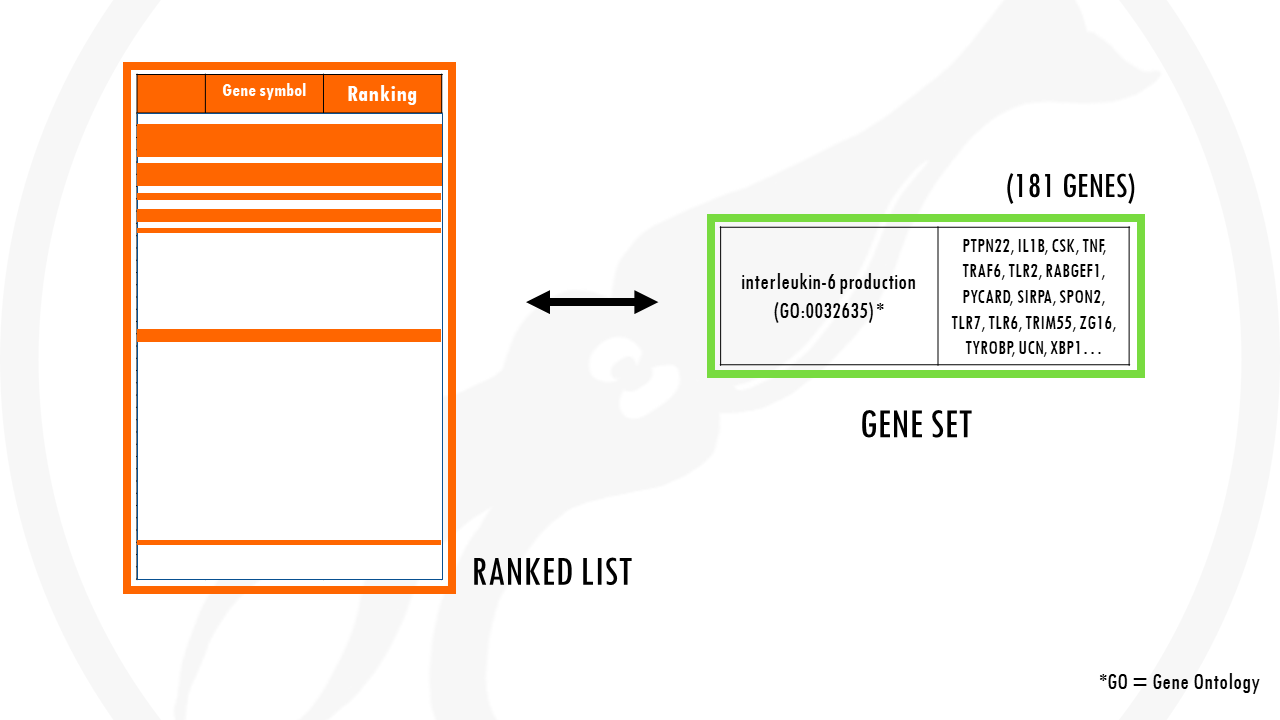 Gene symbol
Ranking
(181 GENES)
interleukin-6 production
(GO:0032635)*
PTPN22, IL1B, CSK, TNF,
TRAF6, TLR2, RABGEF1,
PYCARD, SIRPA, SPON2,
TLR7, TLR6, TRIM55, ZG16,
TYROBP, UCN, XBP1…
GENE SET
RANKED LIST
*GO = Gene Ontology